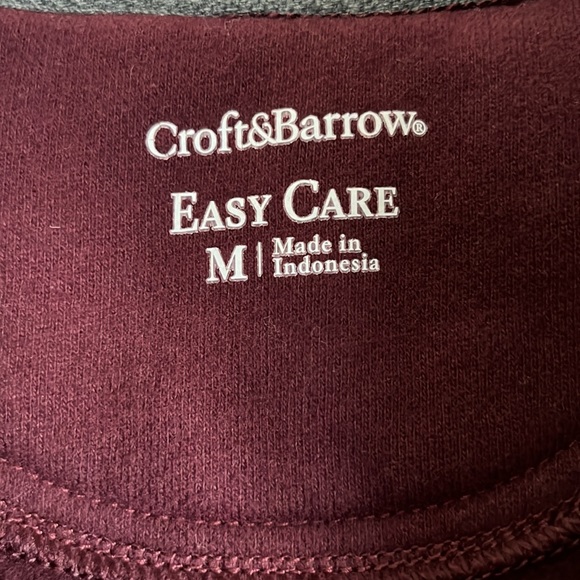 Croft&Barrow®
EASY CARE
M | Made in
Indonesia